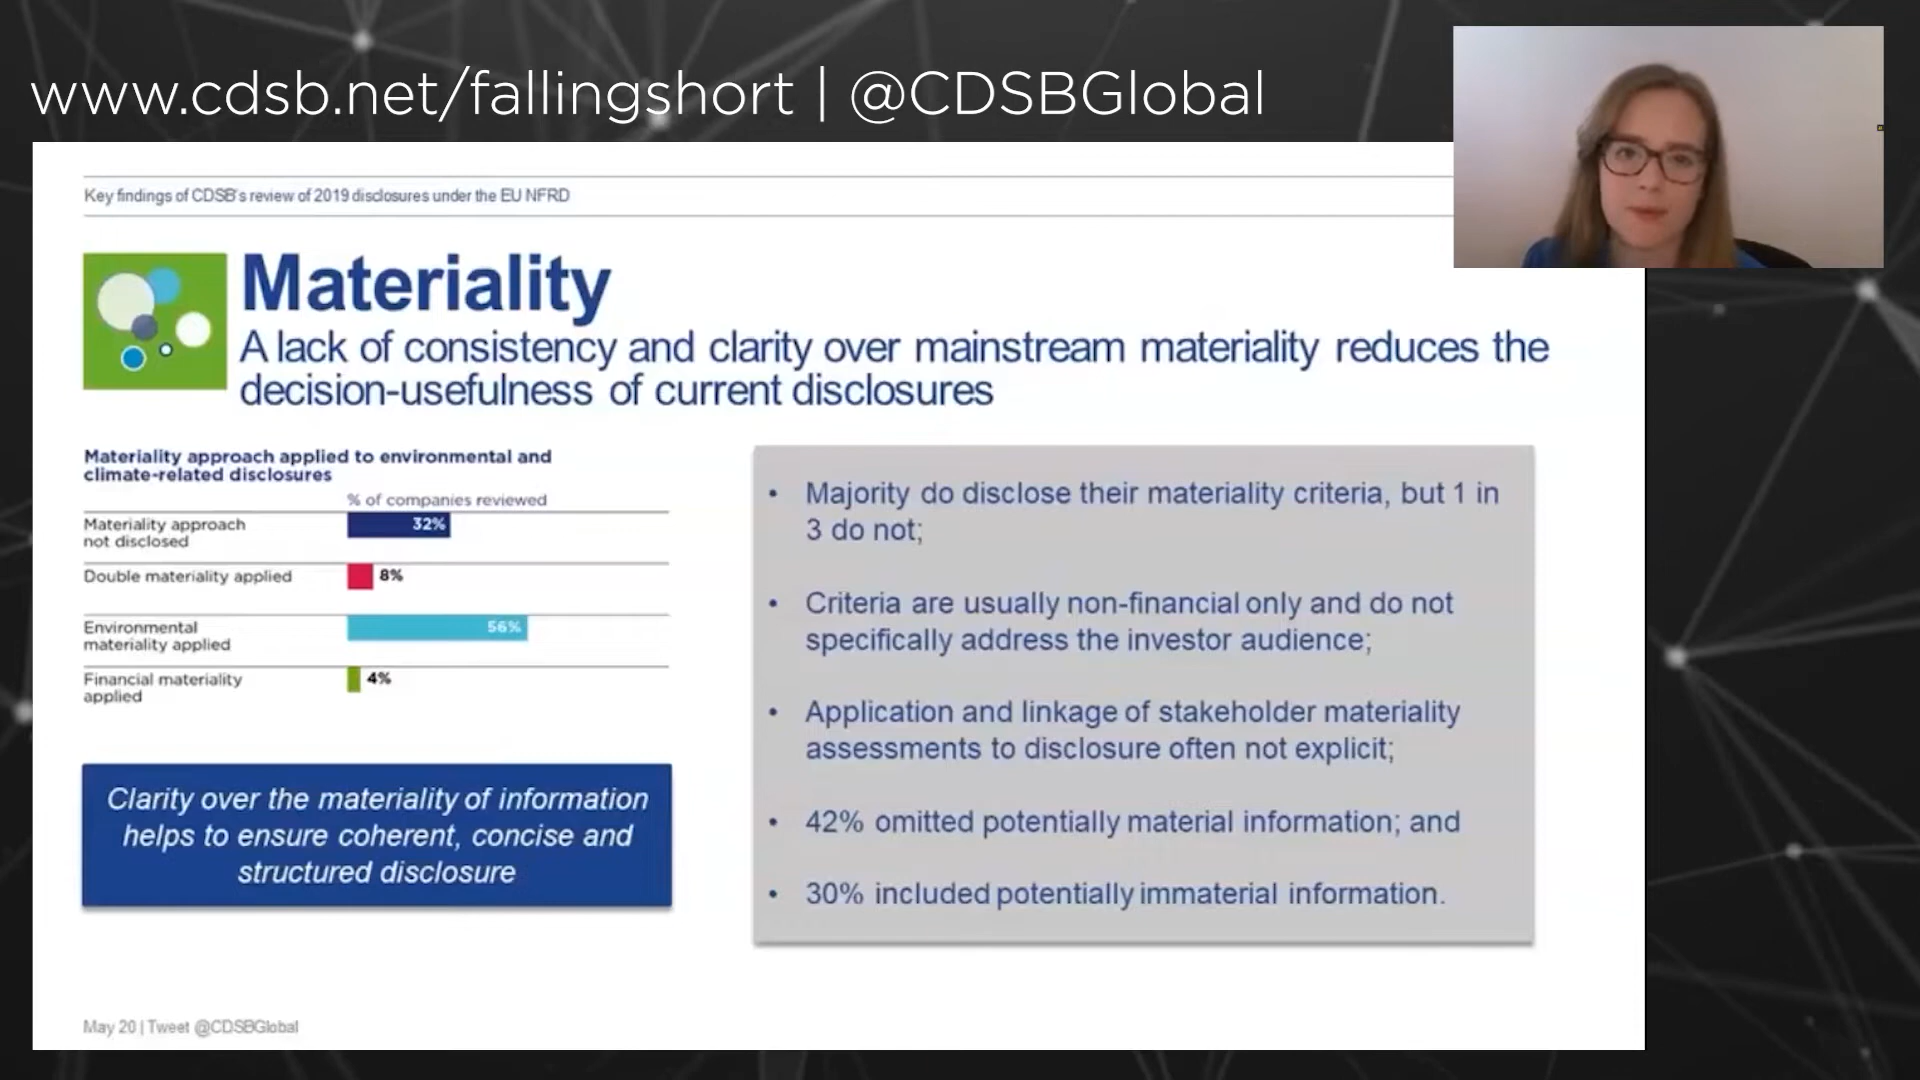 www.cdsb.net/fallingshort | @CDSBGlobal
Key findings of CDSB's review of 2019 disclosures under the EU NFRD
Materiality
A lack of consistency and clarity over mainstream materiality reduces the
decision-usefulness of current disclosures
Materiality approach applied to environmental and
climate-related disclosures
% of companies reviewed
Materiality approach
not disclosed
32%
Double materiality applied
8%
Environmental
materiality applied
56%
Financial materiality
applied
4%
Clarity over the materiality of information
helps to ensure coherent, concise and
structured disclosure
• Majority do disclose their materiality criteria, but 1 in
3 do not;
• Criteria are usually non-financial only and do not
specifically address the investor audience;
• Application and linkage of stakeholder materiality
assessments to disclosure often not explicit;
• 42% omitted potentially material information; and
• 30% included potentially immaterial information.
May 20 | Tweet @CDSBGlobal